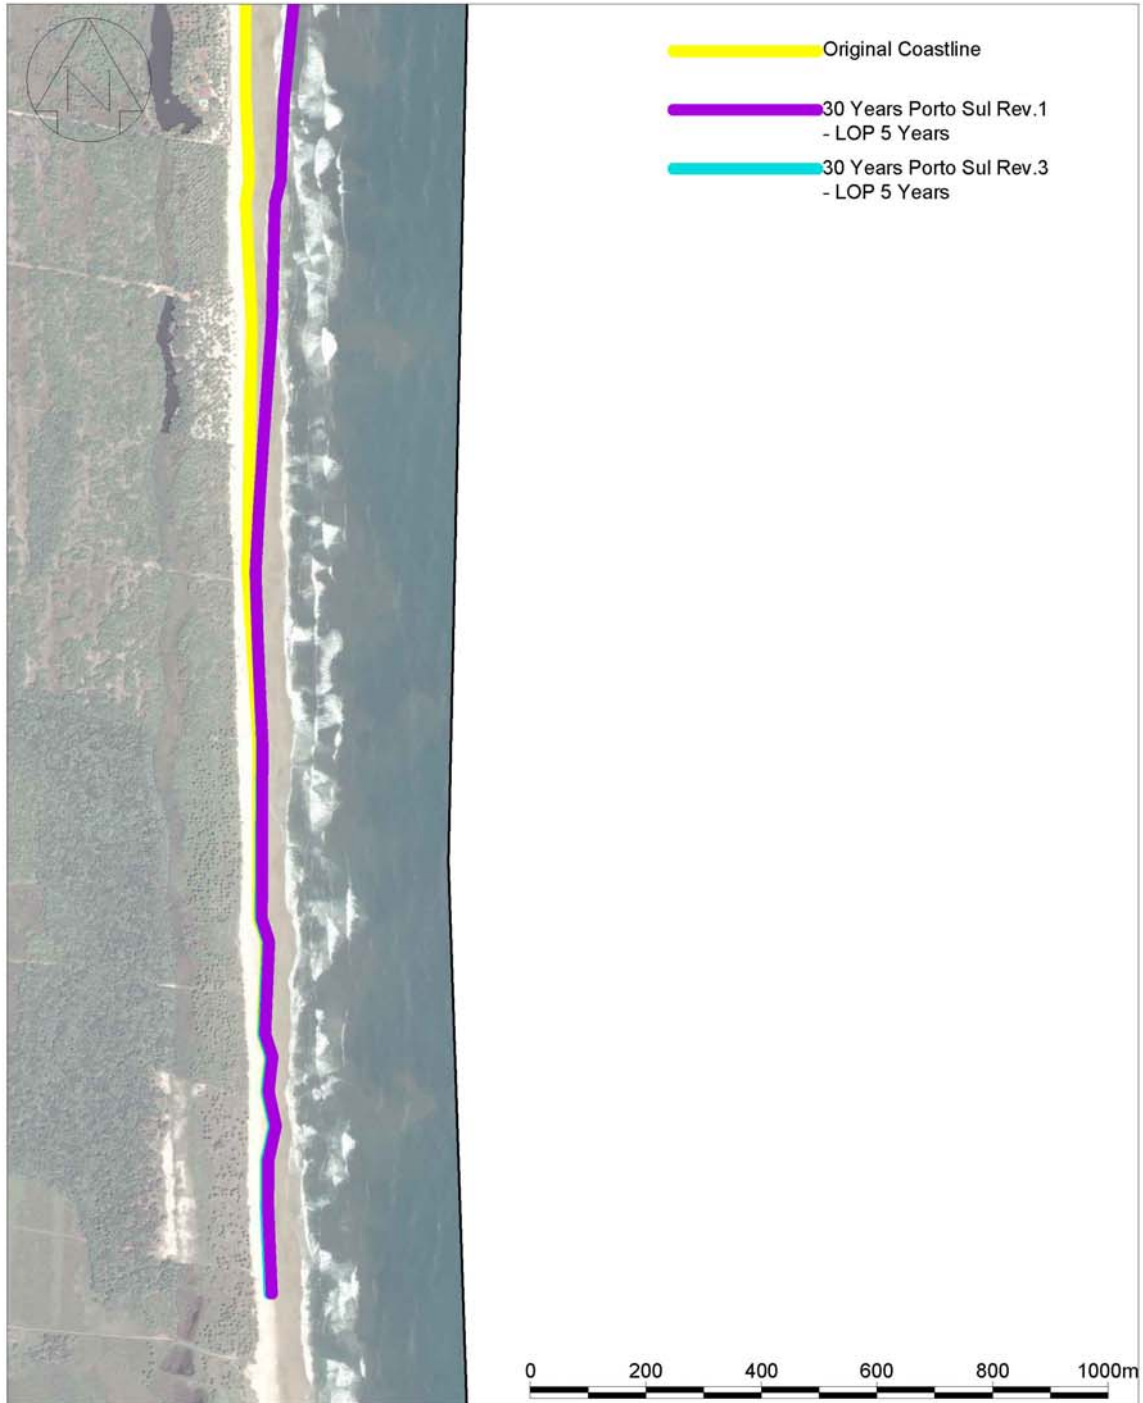 N
Original Coastline
30 Years Porto Sul Rev.1
- LOP 5 Years
30 Years Porto Sul Rev.3
- LOP 5 Years
0 200 400 600 800 1000m